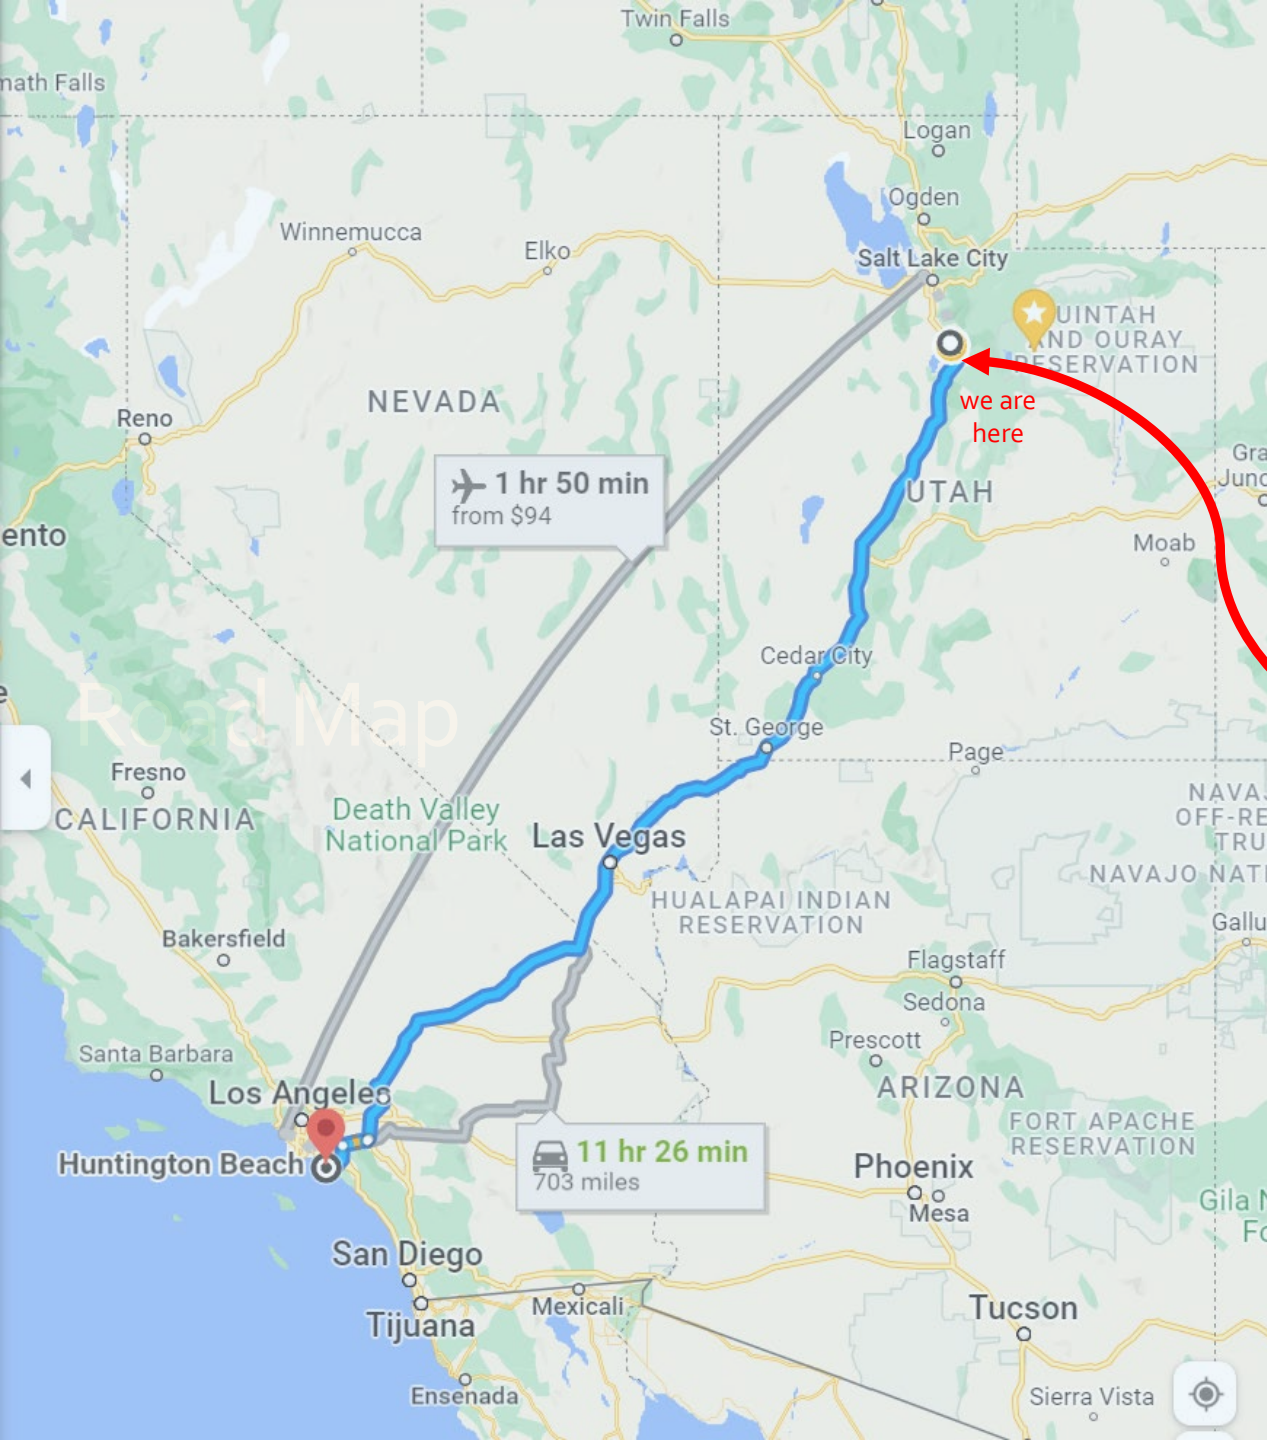 Twin Falls
math Falls
Logan
Ogden
Winnemucca
Elko
Salt Lake City
UINTAH
AND OURAY
RESERVATION
we are
here
NEVADA
Reno
1 hr 50 min
from $94
UTAH
Gra
Junc
ento
Moab
Cedar City
Road Map
St. George
Page
Fresno
CALIFORNIA
Death Valley
National Park
Las Vegas
NAVAJ
OFF-RE
TRU
NAVAJO NATI
HUALAPAI INDIAN
RESERVATION
Gallu
Bakersfield
Flagstaff
Sedona
Prescott
Santa Barbara
Los Angeles
ARIZONA
FORT APACHE
RESERVATION
Huntington Beach
11 hr 26 min
703 miles
Phoenix
Mesa
Gila N
Fo
San Diego
Mexicali
Tijuana
Tucson
Ensenada
Sierra Vista